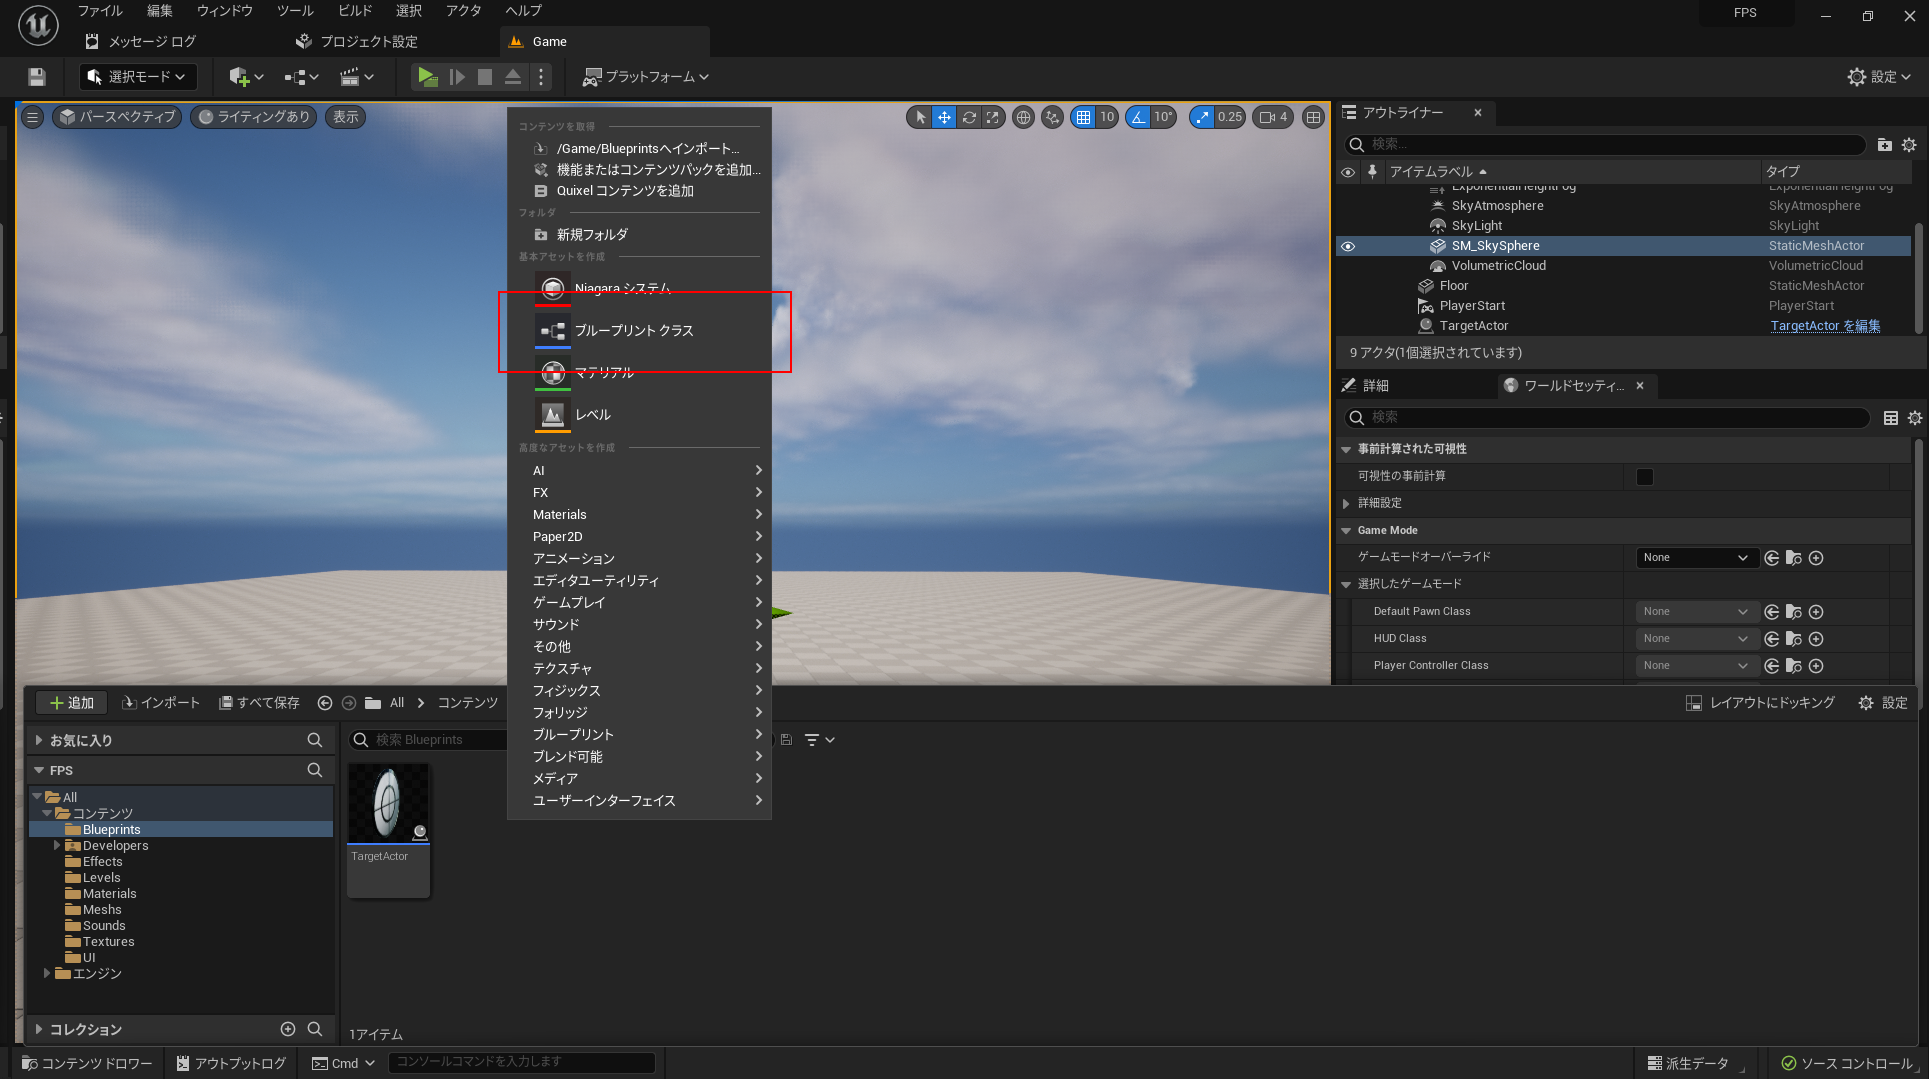 ファイル 編集 ウィンドウ ツール ビルド 選択 アクタ ヘルプ
FPS
メッセージ ログ
プロジェクト設定
Game
選択モード
プラットフォーム
設定
パースペクティブ
ライティングあり
表示
10
10°
0.25
4
コンテンツを取得
/Game/Blueprintsへインポート...
機能またはコンテンツパックを追加...
Quixel コンテンツを追加
フォルダ
新規フォルダ
基本アセットを作成
Niagara システム
ブループリント クラス
マテリアル
レベル
高度なアセットを作成
AI
FX
Materials
Paper2D
アニメーション
エディタユーティリティ
ゲームプレイ
サウンド
その他
テクスチャ
フィジックス
フォリッジ
ブループリント
ブレンド可能
メディア
ユーザーインターフェイス
アウトライナー
検索...
アイテムラベル タイプ
ExponentialHeightFog ExponentialHeightFog
SkyAtmosphere SkyAtmosphere
SkyLight SkyLight
SM_SkySphere StaticMeshActor
VolumetricCloud VolumetricCloud
Floor StaticMeshActor
PlayerStart PlayerStart
TargetActor TargetActor を編集
9 アクタ(1個選択されています)
詳細
ワールドセッティ...
検索
事前計算された可視性
可視性の事前計算
詳細設定
Game Mode
ゲームモードオーバーライド None
選択したゲームモード
Default Pawn Class None
HUD Class None
Player Controller Class None
追加 インポート すべて保存 All コンテンツ
レイアウトにドッキング 設定
お気に入り
検索 Blueprints
FPS
All
コンテンツ
Blueprints
Developers
Effects
Levels
Materials
Meshs
Sounds
Textures
UI
エンジン
コレクション
TargetActor
1アイテム
コンテンツ ドロワー アウトプットログ Cmd コンソールコマンドを入力します
派生データ ソース コントロール